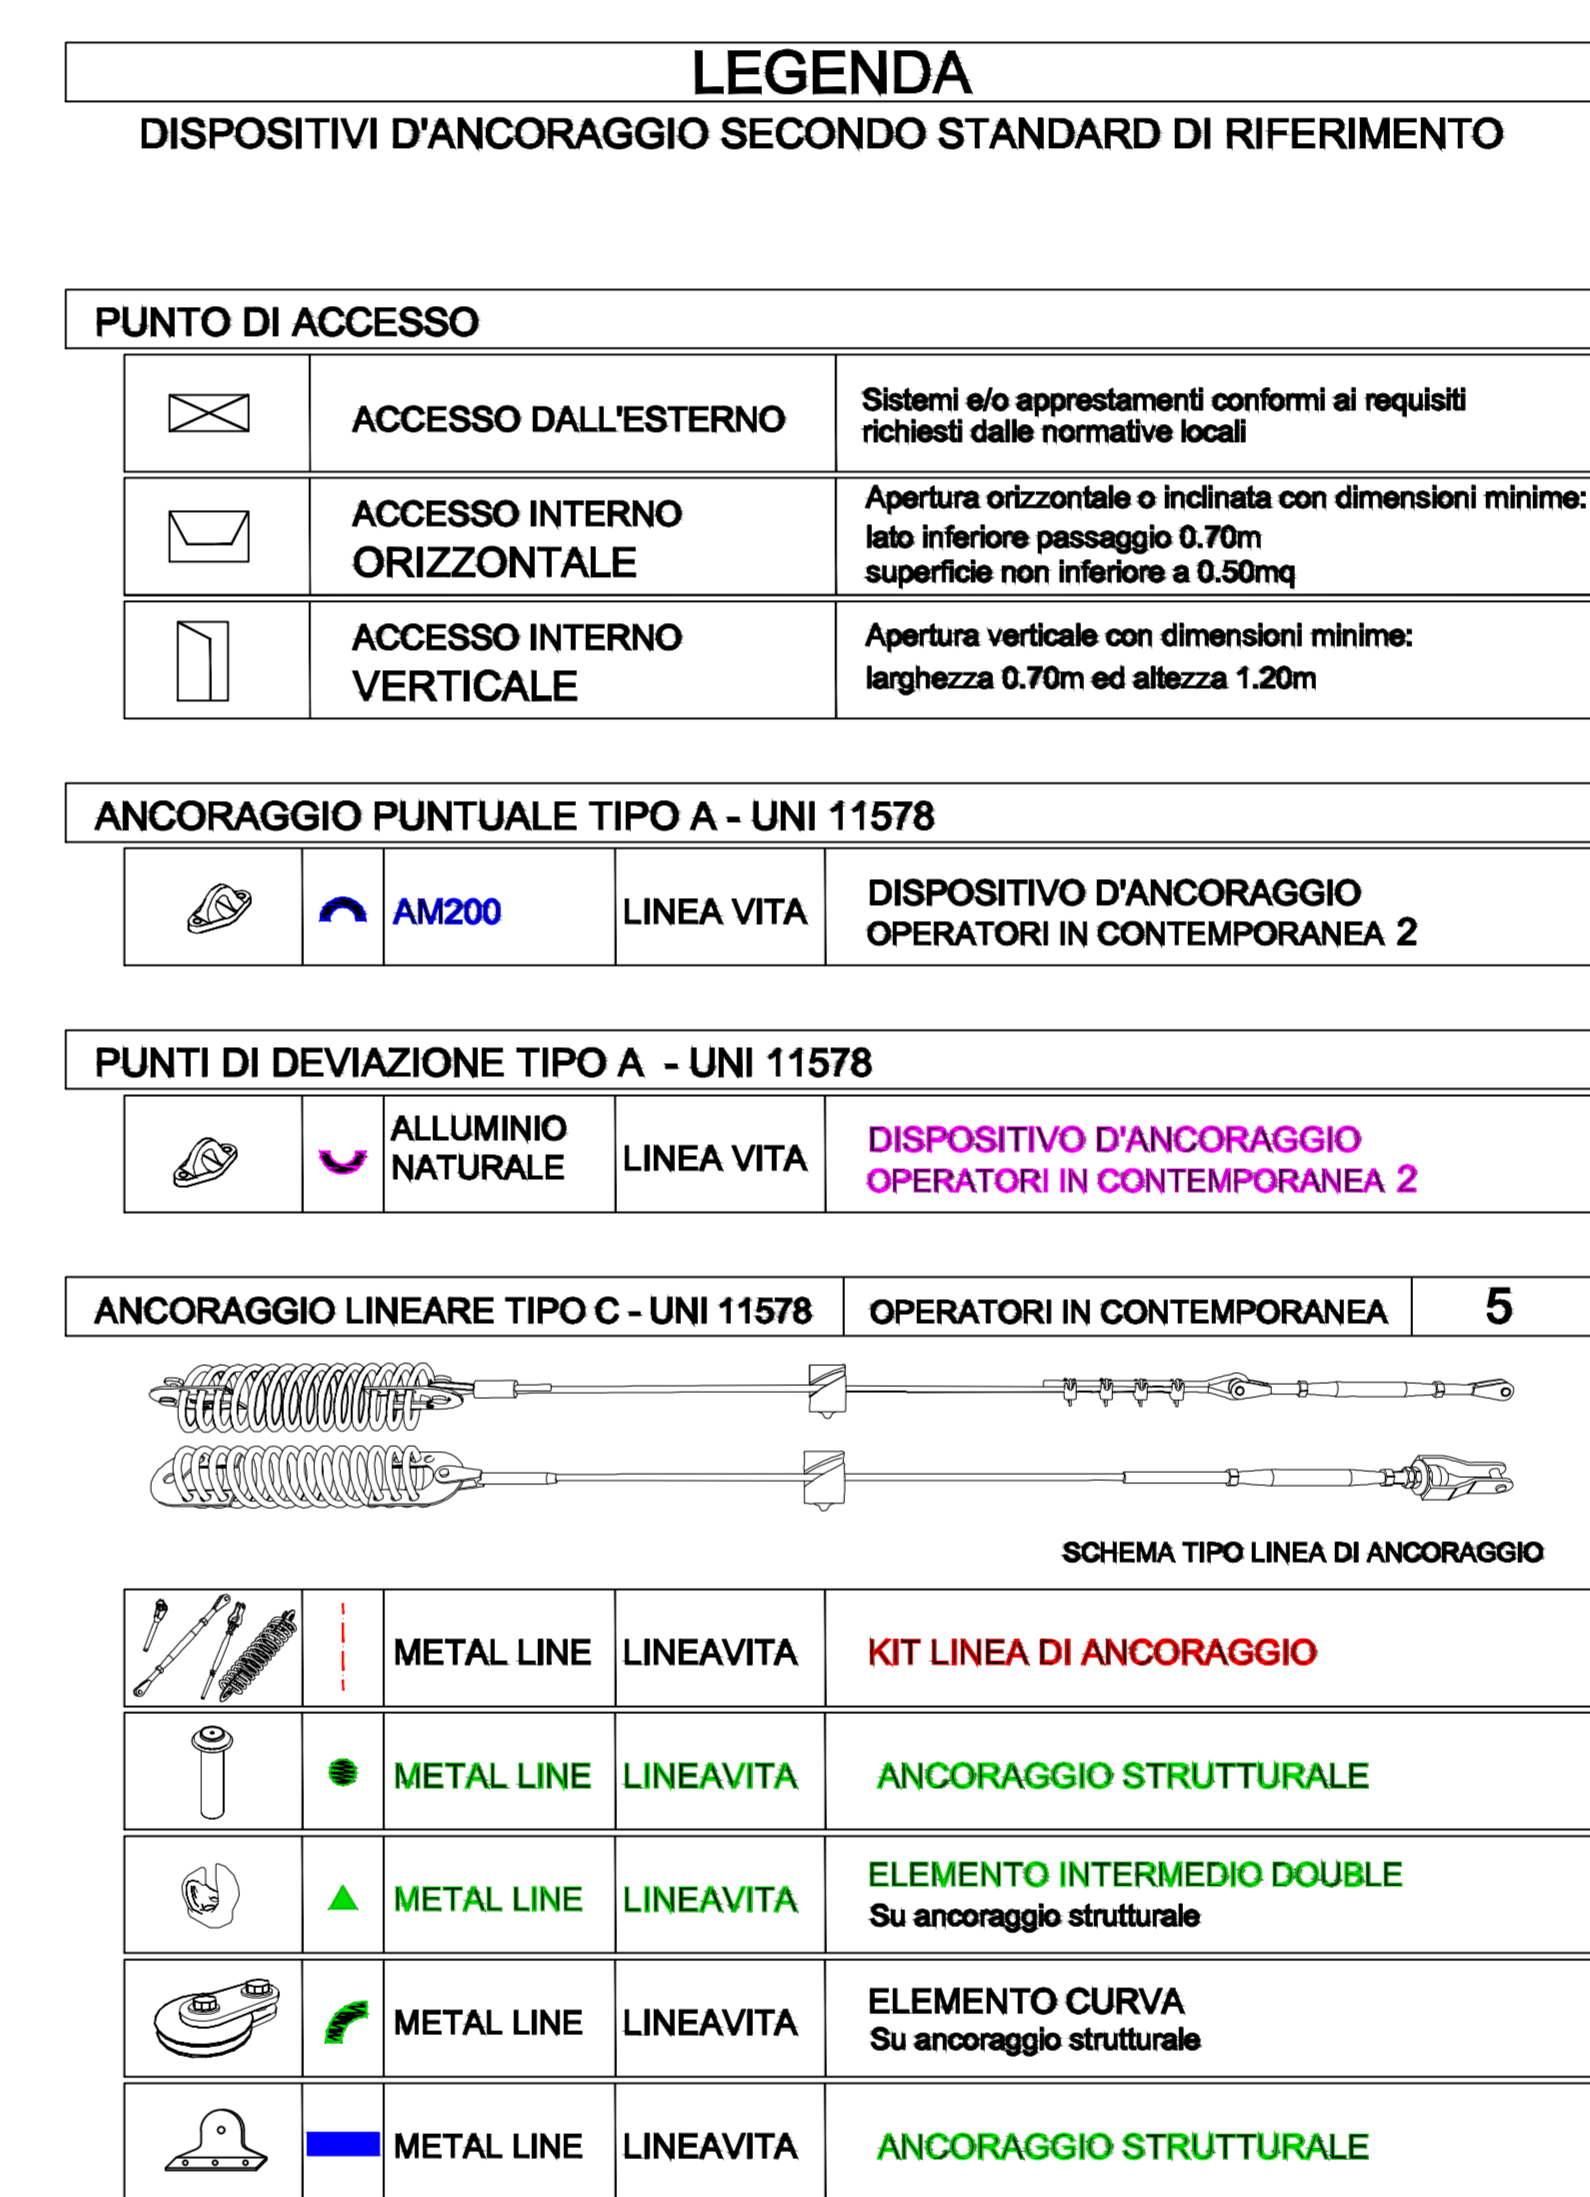 LEGENDA
DISPOSITIVI D'ANCORAGGIO SECONDO STANDARD DI RIFERIMENTO
PUNTO DI ACCESSO
ACCESSO DALL'ESTERNO
Sistemi e/o apprestamenti conformi ai requisiti
richiesti dalle normative locali
ACCESSO INTERNO
ORIZZONTALE
Apertura orizzontale o inclinata con dimensioni minime:
lato inferiore passaggio 0.70m
superficie non inferiore a 0.50mq
ACCESSO INTERNO
VERTICALE
Apertura verticale con dimensioni minime:
larghezza 0.70m ed altezza 1.20m
ANCORAGGIO PUNTUALE TIPO A - UNI 11578
AM200
LINEA VITA
DISPOSITIVO D'ANCORAGGIO
OPERATORI IN CONTEMPORANEA 2
PUNTI DI DEVIAZIONE TIPO A - UNI 11578
ALLUMINIO
NATURALE
LINEA VITA
DISPOSITIVO D'ANCORAGGIO
OPERATORI IN CONTEMPORANEA 2
ANCORAGGIO LINEARE TIPO C - UNI 11578 OPERATORI IN CONTEMPORANEA 5
SCHEMA TIPO LINEA DI ANCORAGGIO
METAL LINE LINEAVITA KIT LINEA DI ANCORAGGIO
METAL LINE LINEAVITA ANCORAGGIO STRUTTURALE
METAL LINE LINEAVITA ELEMENTO INTERMEDIO DOUBLE
Su ancoraggio strutturale
METAL LINE LINEAVITA ELEMENTO CURVA
Su ancoraggio strutturale
METAL LINE LINEAVITA ANCORAGGIO STRUTTURALE